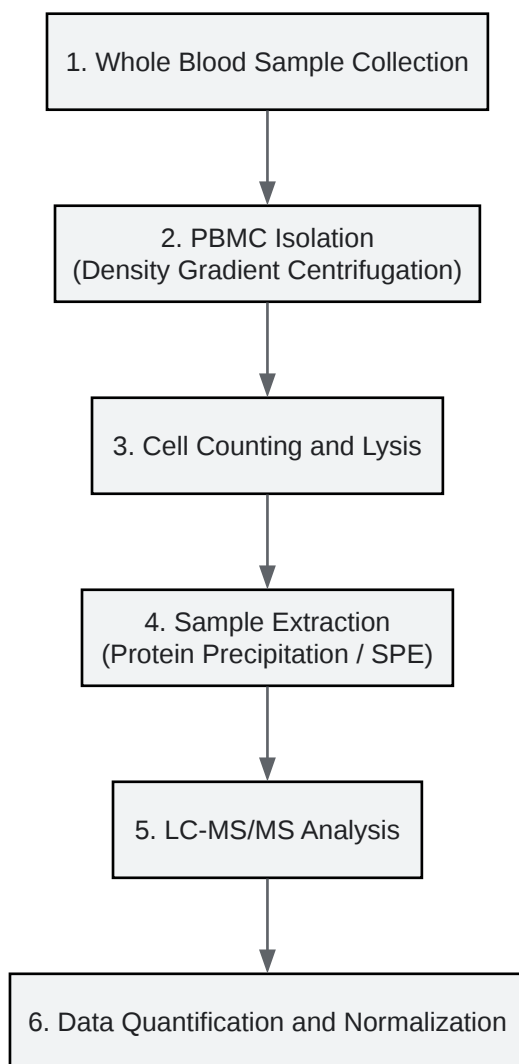 1. Whole Blood Sample Collection
2. PBMC Isolation
(Density Gradient Centrifugation)
3. Cell Counting and Lysis
4. Sample Extraction
(Protein Precipitation / SPE)
5. LC-MS/MS Analysis
6. Data Quantification and Normalization